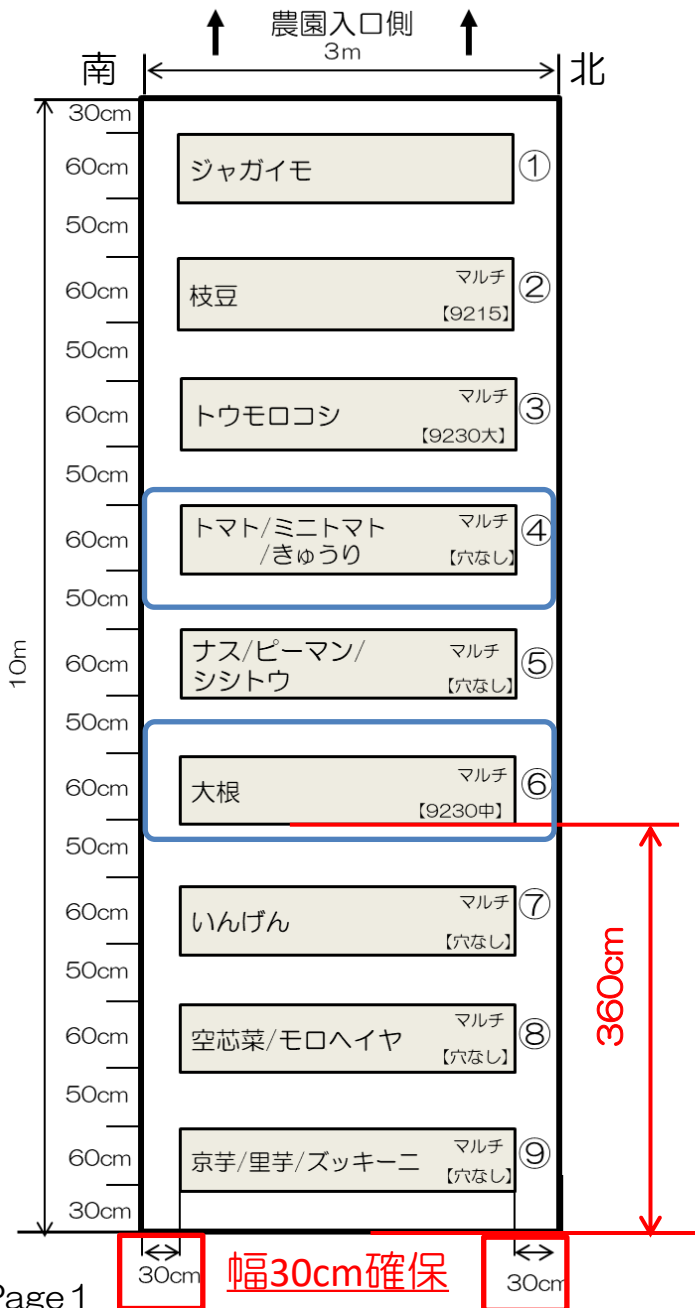 農園入口側
3m
南
北
30cm
60cm
ジャガイモ
①
50cm
60cm
枝豆
マルチ
【9215】
②
50cm
60cm
トウモロコシ
マルチ
【9230大】
③
50cm
60cm
トマト/ミニトマト
/きゅうり
マルチ
【穴なし】
④
50cm
60cm
ナス/ピーマン/
シシトウ
マルチ
【穴なし】
⑤
10m
50cm
60cm
大根
マルチ
【9230中】
⑥
50cm
60cm
いんげん
マルチ
【穴なし】
⑦
360cm
50cm
60cm
空芯菜/モロヘイヤ
マルチ
【穴なし】
⑧
50cm
60cm
京芋/里芋/ズッキーニ
マルチ
【穴なし】
⑨
30cm
30cm
幅30cm確保
30cm
Page 1